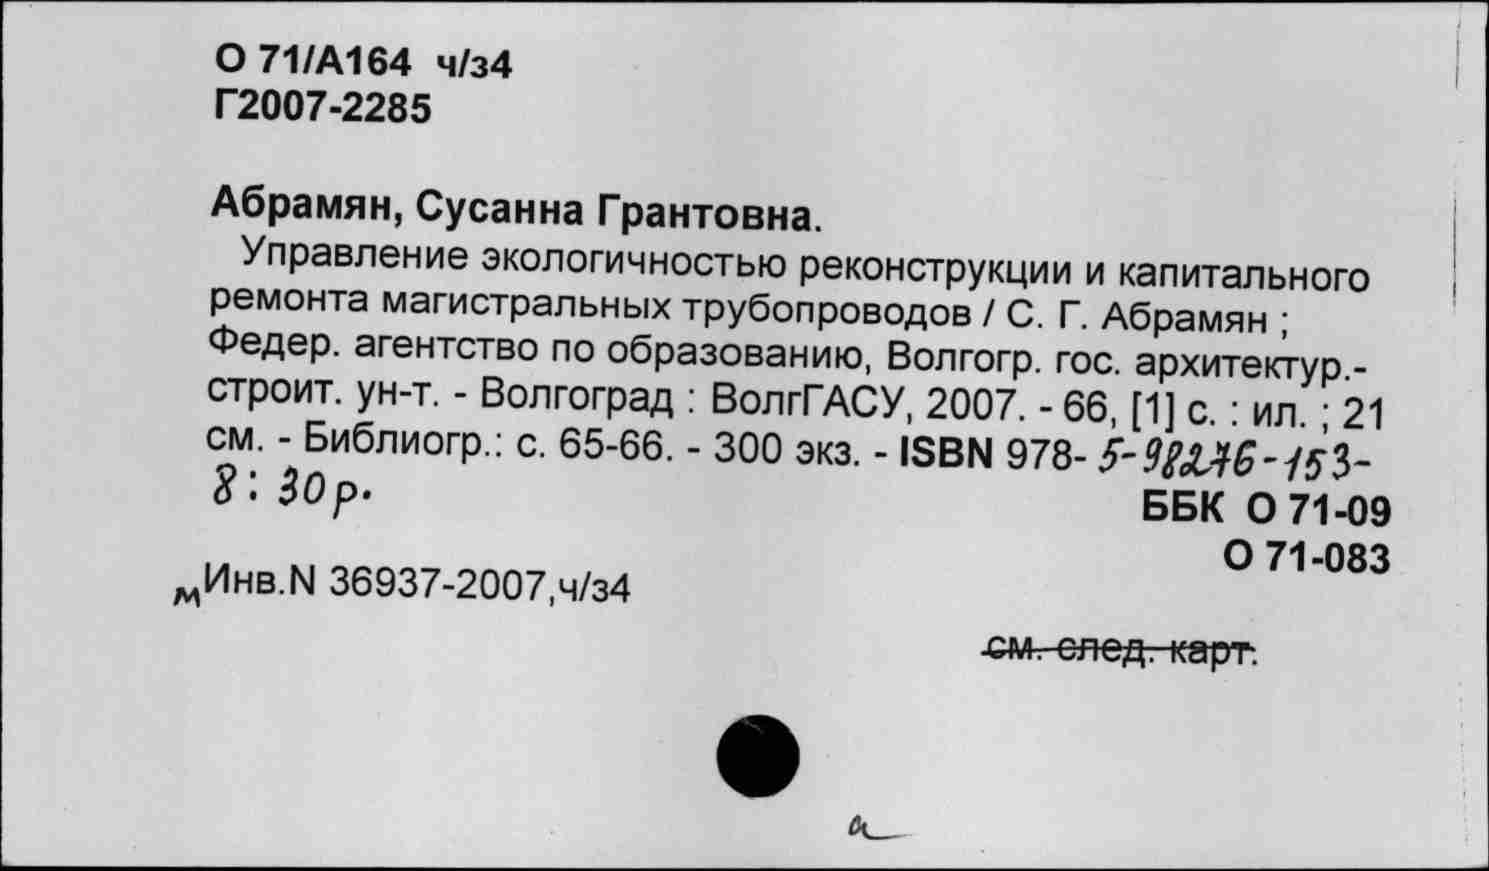 О 71/А164 ч/з4
Г2007-2285
Абрамян, Сусанна Грантовна.
Управление экологичностью реконструкции и капитального
ремонта магистральных трубопроводов / С. Г. Абрамян ;
Федер. агентство по образованию, Волгогр. гос. архитектур.-
строит. ун-т. - Волгоград : ВолгГАСУ, 2007. - 66, [1] с. : ил. ; 21
см. - Библиогр.: с. 65-66. - 300 экз. - ISBN 978- 5-98276-153-
8: 30р.
ББК О 71-09
О 71-083
мИнв.N 36937-2007,ч/з4
см. след. карт.